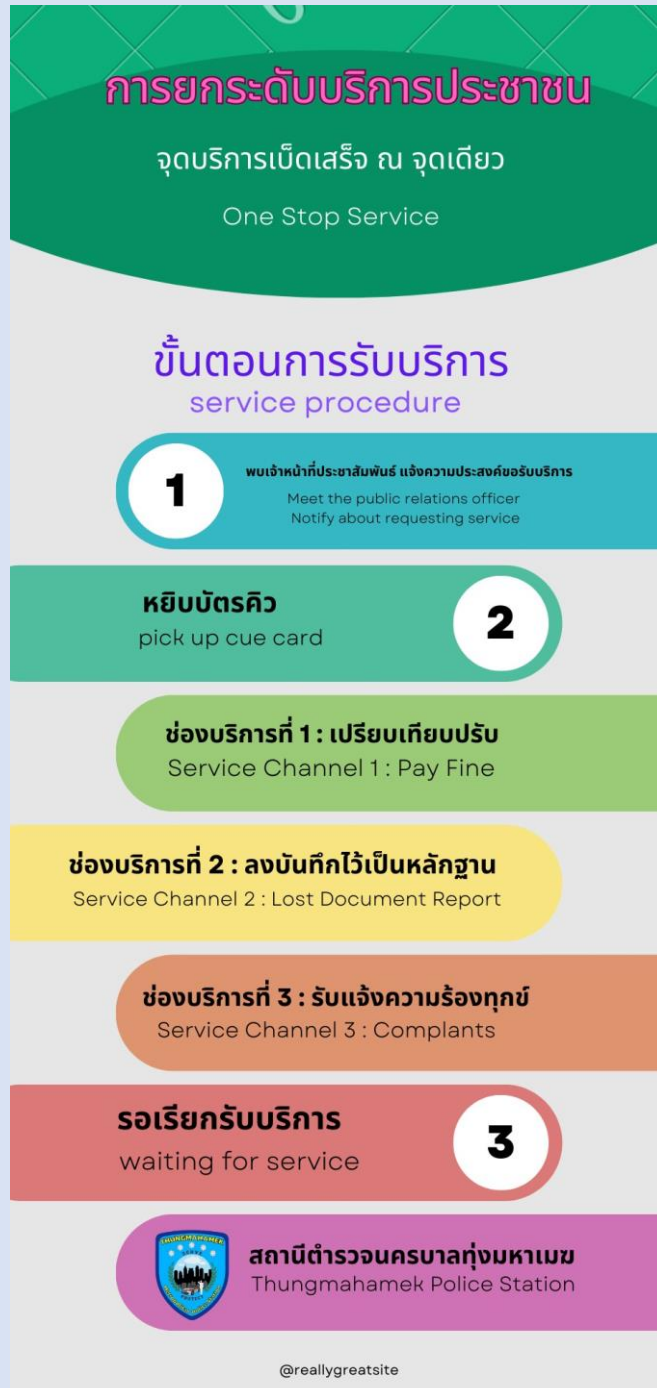 การยกระดับบริการประชาชน
จุดบริการเบ็ดเสร็จ ณ จุดเดียว
One Stop Service
ขั้นตอนการรับบริการ
service procedure
1
พบเจ้าหน้าที่ประชาสัมพันธ์ แจ้งความประสงค์ขอรับบริการ
Meet the public relations officer
Notify about requesting service
หยิบบัตรคิว
pick up cue card
2
ช่องบริการที่ 1 : เปรียบเทียบปรับ
Service Channel 1 : Pay Fine
ช่องบริการที่ 2 : ลงบันทึกไว้เป็นหลักฐาน
Service Channel 2 : Lost Document Report
ช่องบริการที่ 3 : รับแจ้งความร้องทุกข์
Service Channel 3 : Complants
รอเรียกรับบริการ
waiting for service
3
THUNGMAHAMEK
สถานีตำรวจนครบาลทุ่งมหาเมฆ
Thungmahamek Police Station
@reallygreatsite